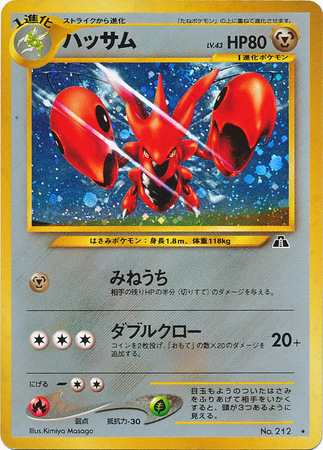 1進化
ストライクから進化
「たねポケモン」の上に重ねて進化させます。
ハッサム
LV.43 HP80
1進化ポケモン
はさみポケモン:身長1.8m, 体重118kg
みねうち
相手の残りHPの半分(切りすて)のダメージを与える。
ダブルクロー 20+
コインを2枚投げ,「おもて」の数×20のダメージを
追加する。
にげる
弱点
抵抗力-30
目玉もようのついたはさみ
をふりあげて相手をいかく
すると、頭が3つあるように
見える。
Illus.Kimiya Masago
No. 212